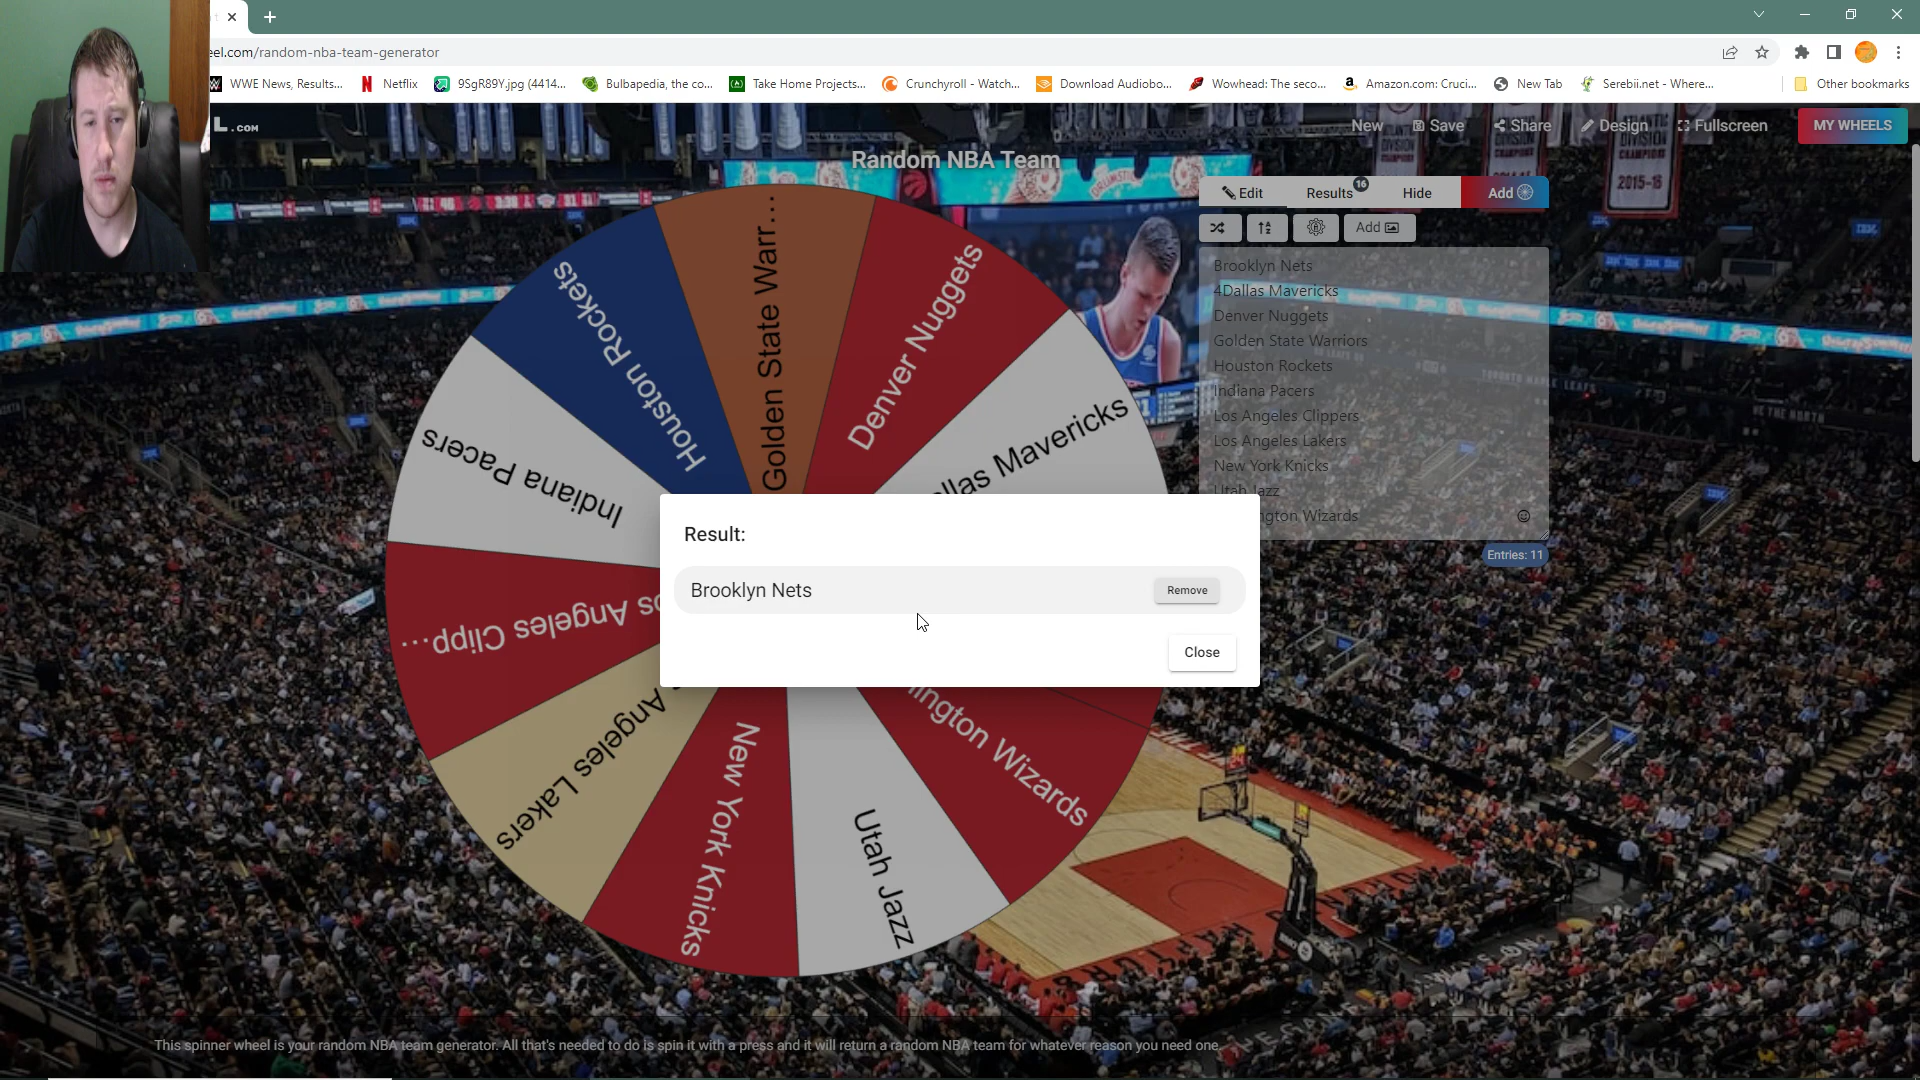 eel.com/random-nba-team-generator
WWE News, Results...
Netflix
9SgR89Y.jpg (4414...
Bulbapedia, the co...
Take Home Projects...
Crunchyroll - Watch...
Download Audiobo...
Wowhead: The seco...
Amazon.com: Cruci...
New Tab
Serebii.net - Where...
Other bookmarks
L.COM
New
Save
Share
Design
Fullscreen
MY WHEELS
Random NBA Team
Edit
Results
16
Hide
Add
Add
Brooklyn Nets
4Dallas Mavericks
Denver Nuggets
Golden State Warriors
Houston Rockets
Indiana Pacers
Los Angeles Clippers
Los Angeles Lakers
New York Knicks
Utah Jazz
ngton Wizards
Entries: 11
Golden State Warr...
Denver Nuggets
llas Mavericks
Houston Rockets
Indiana Pacers
os Angeles Clipp...
Angeles Lakers
New York Knicks
Utah Jazz
ington Wizards
Result:
Brooklyn Nets
Remove
Close
DIVISION
CHAMPIONS
2015-16
This spinner wheel is your random NBA team generator. All that's needed to do is spin it with a press and it will return a random NBA team for whatever reason you need one.